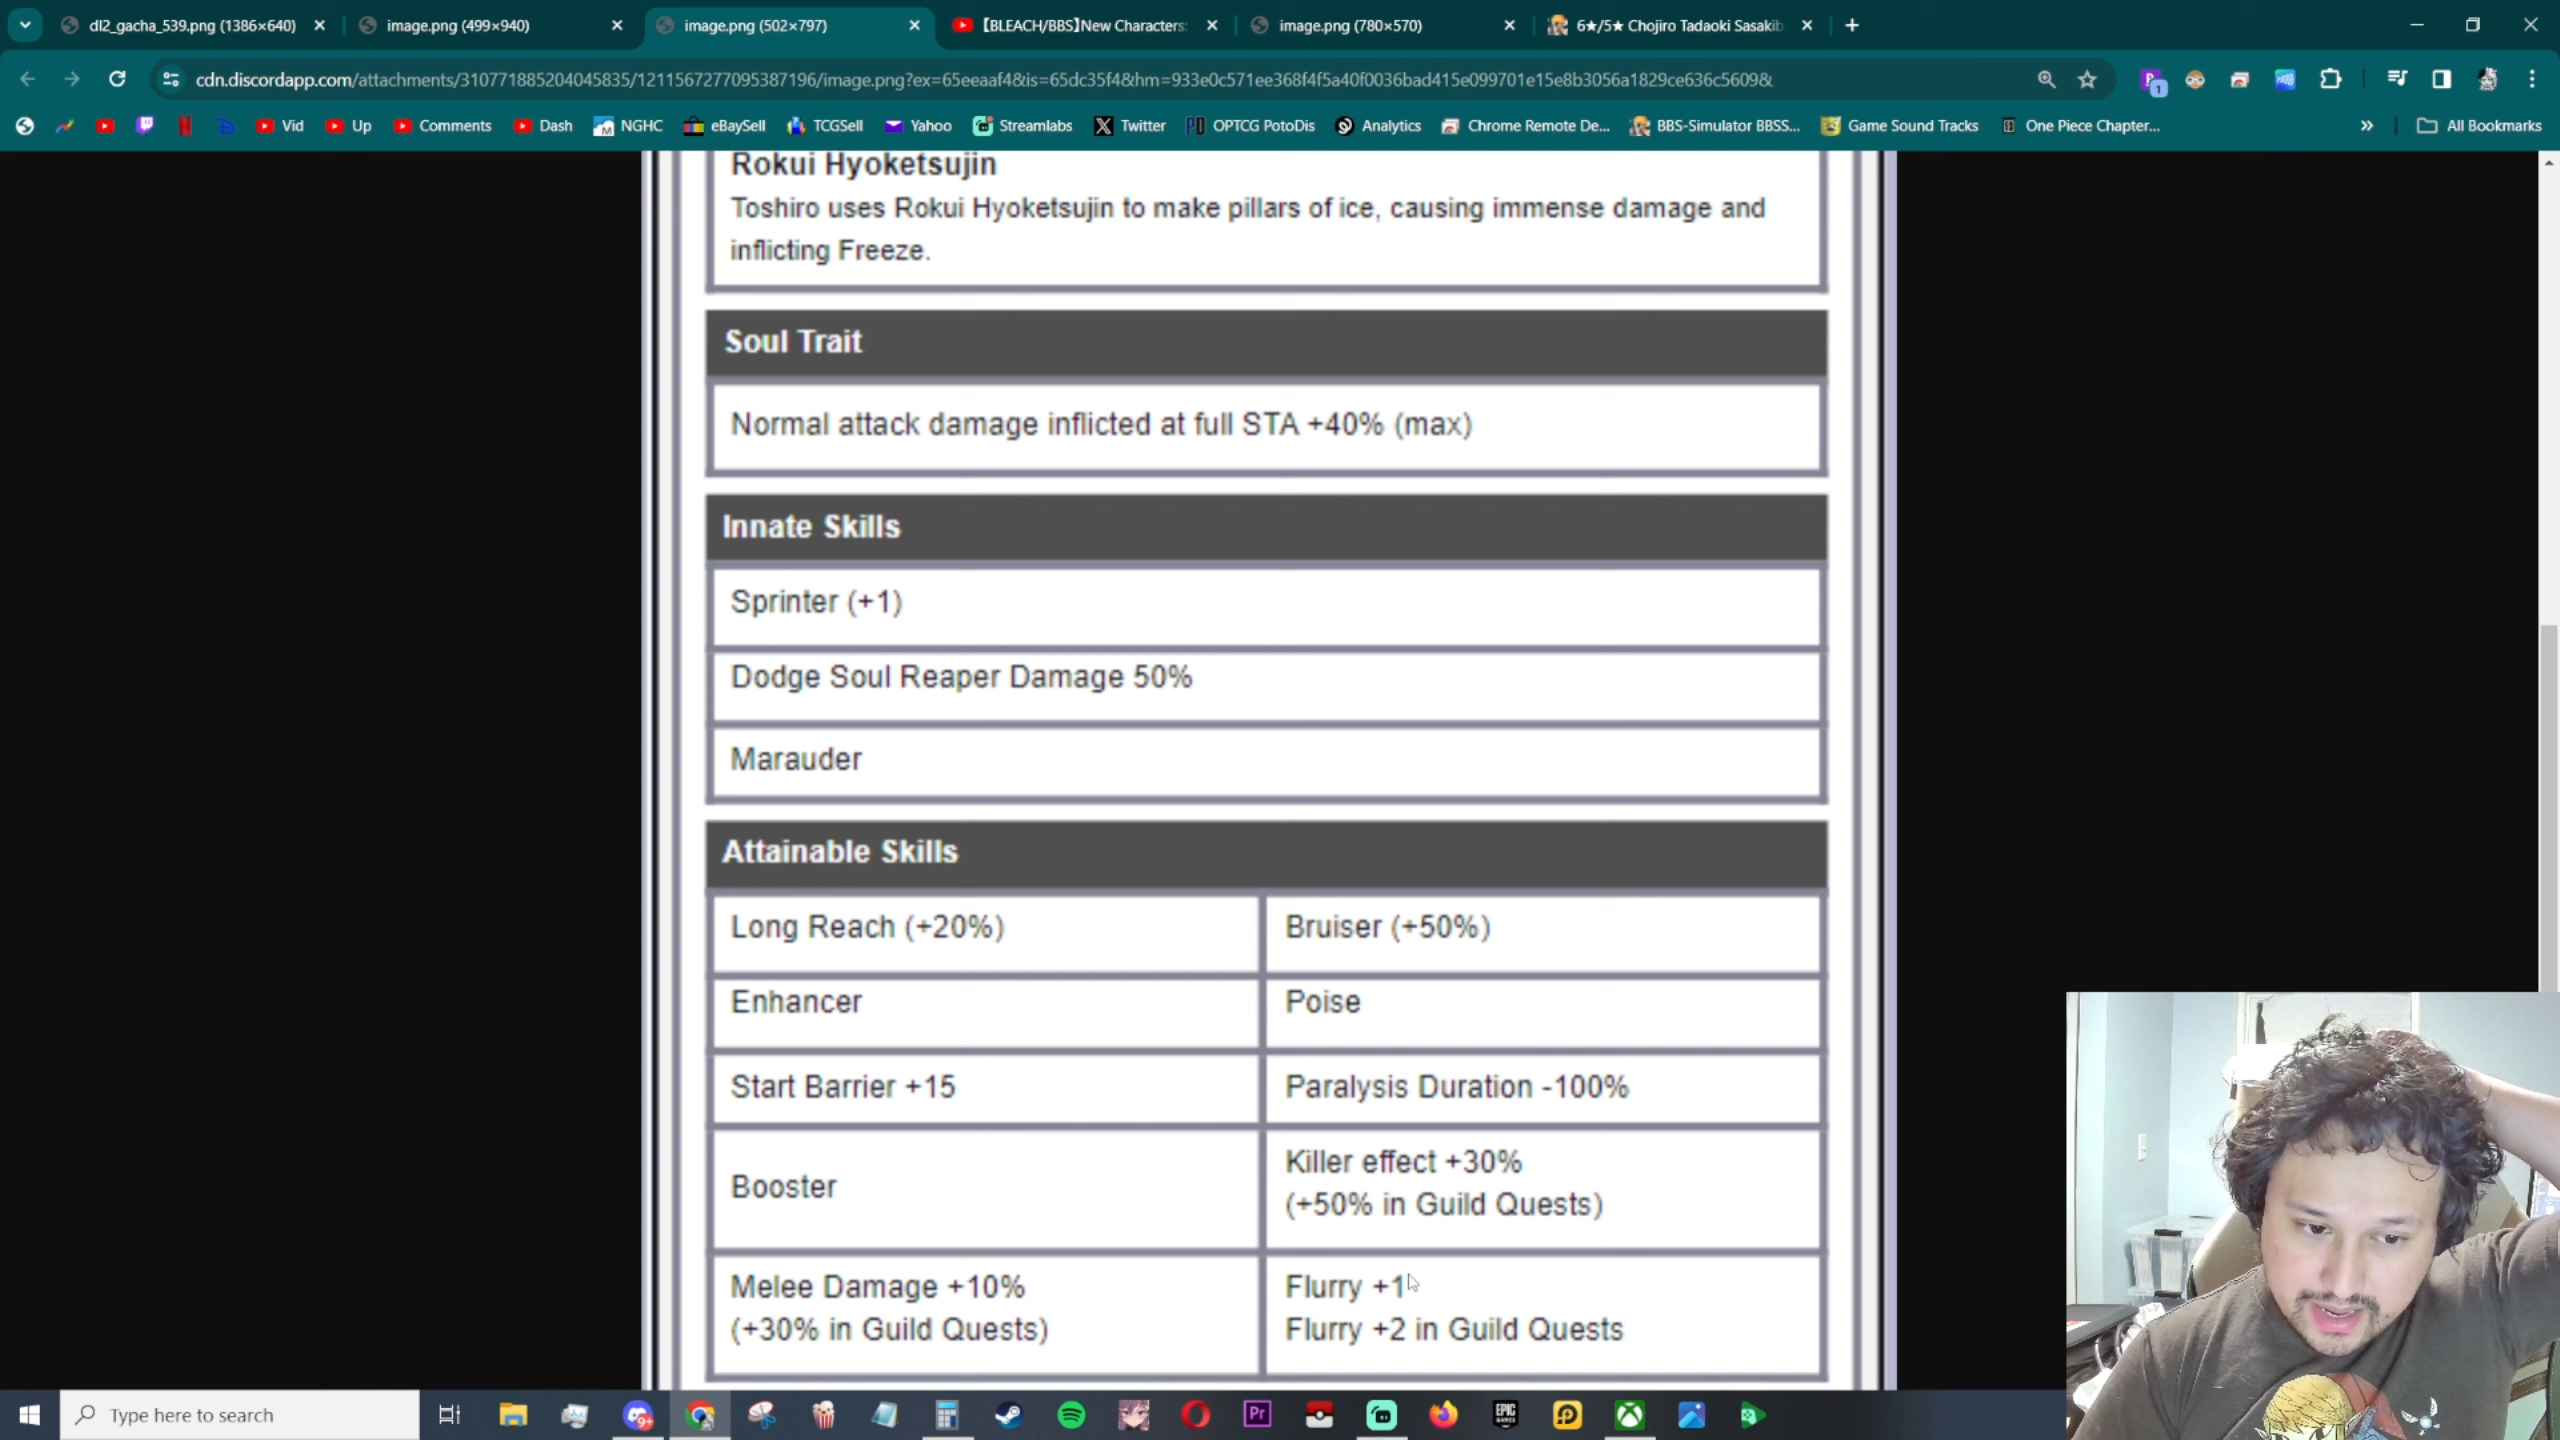 dl2_gacha_539.png (1386×640)
image.png (499×940)
image.png (502×797)
【BLEACH/BBS】New Characters:
image.png (780×570)
6★/5★ Chojiro Tadaoki Sasakib
cdn.discordapp.com/attachments/310771885204045835/1211567277095387196/image.png?ex=65eeaaf4&is=65dc35f4&hm=933e0c571ee368f4f5a40f0036bad415e099701e15e8b3056a1829ce636c5609&
1
Vid
Up
Comments
Dash
NGHC
eBaySell
TCGSell
Yahoo
Streamlabs
Twitter
OPTCG PotoDis
Analytics
Chrome Remote De...
BBS-Simulator BBSS...
Game Sound Tracks
One Piece Chapter...
»
All Bookmarks
Rokui Hyoketsujin
Toshiro uses Rokui Hyoketsujin to make pillars of ice, causing immense damage and
inflicting Freeze.
Soul Trait
Normal attack damage inflicted at full STA +40% (max)
Innate Skills
Sprinter (+1)
Dodge Soul Reaper Damage 50%
Marauder
Attainable Skills
Long Reach (+20%)
Bruiser (+50%)
Enhancer
Poise
Start Barrier +15
Paralysis Duration -100%
Booster
Killer effect +30%
(+50% in Guild Quests)
Melee Damage +10%
(+30% in Guild Quests)
Flurry +1
Flurry +2 in Guild Quests
Type here to search
9+
Pr
EPIC
GAMES